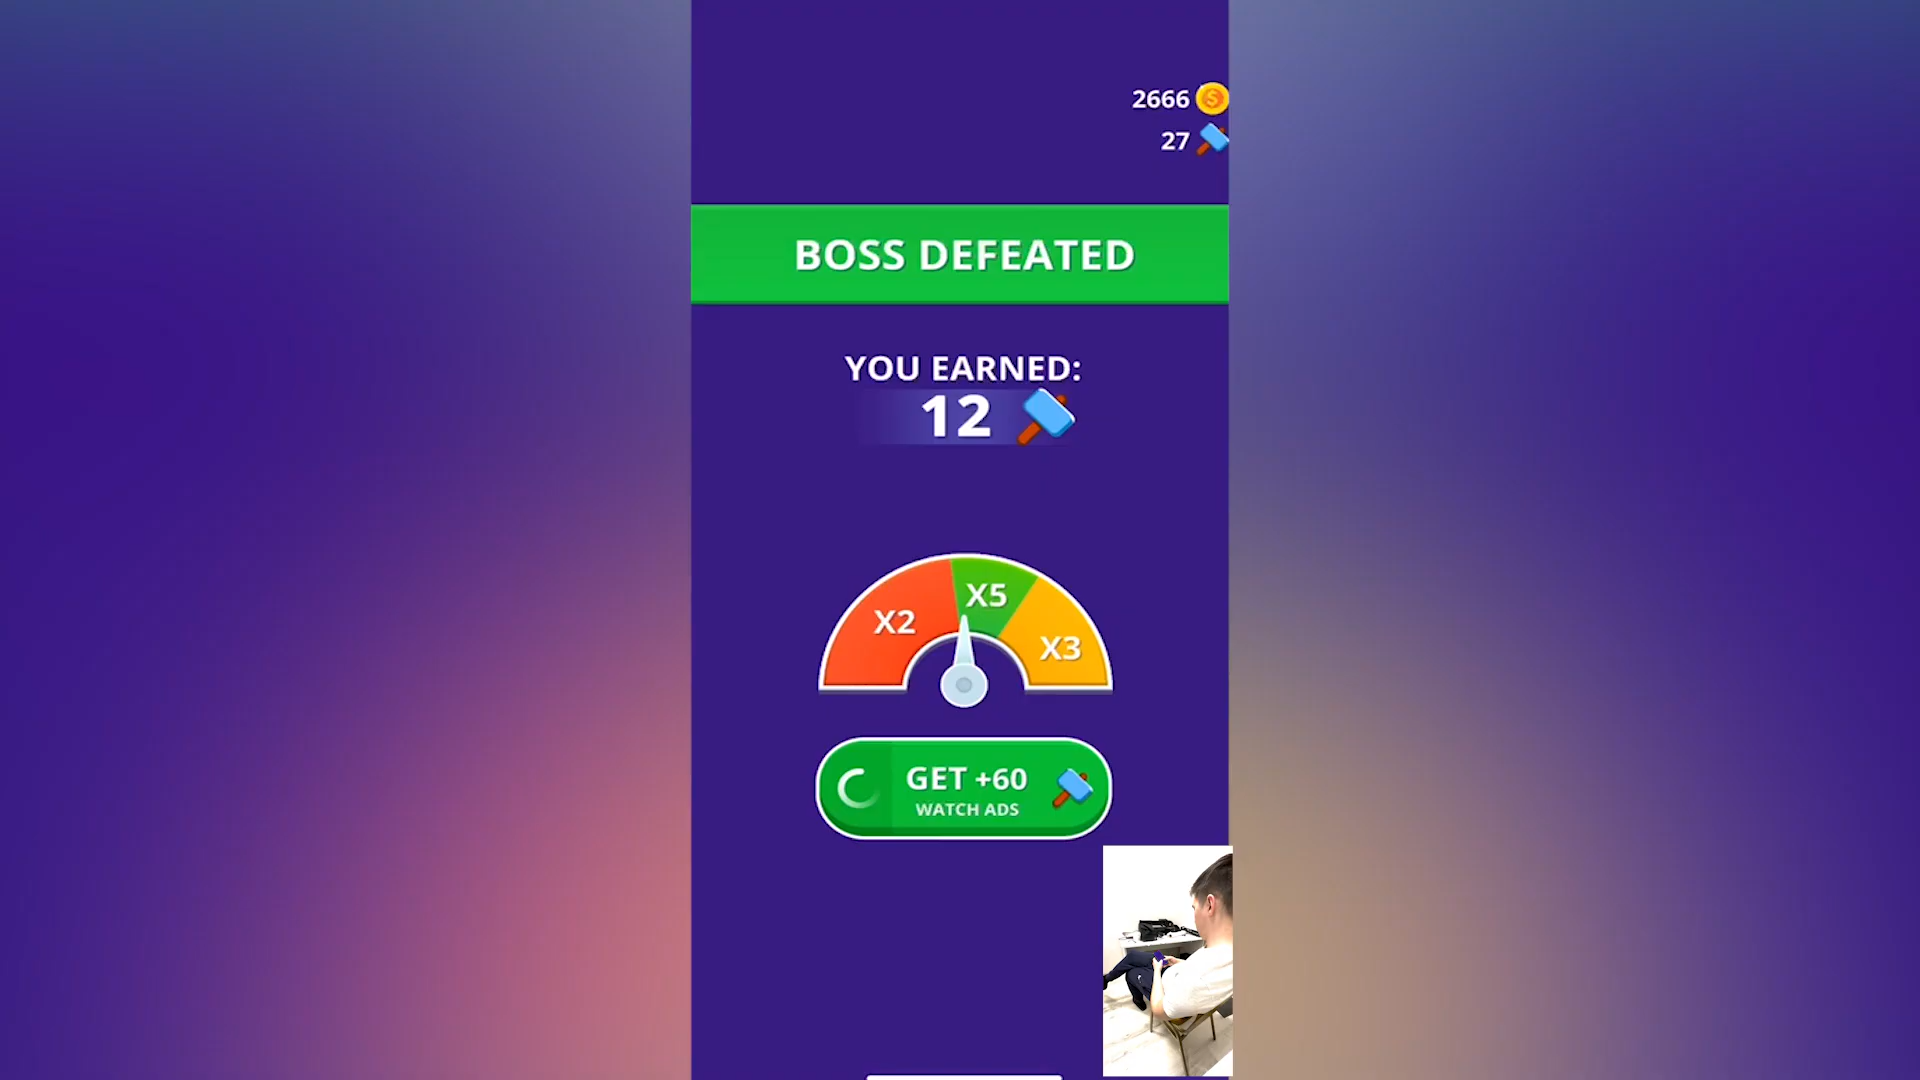 2666
27
BOSS DEFEATED
YOU EARNED:
12
X2
X5
X3
GET +60
WATCH ADS